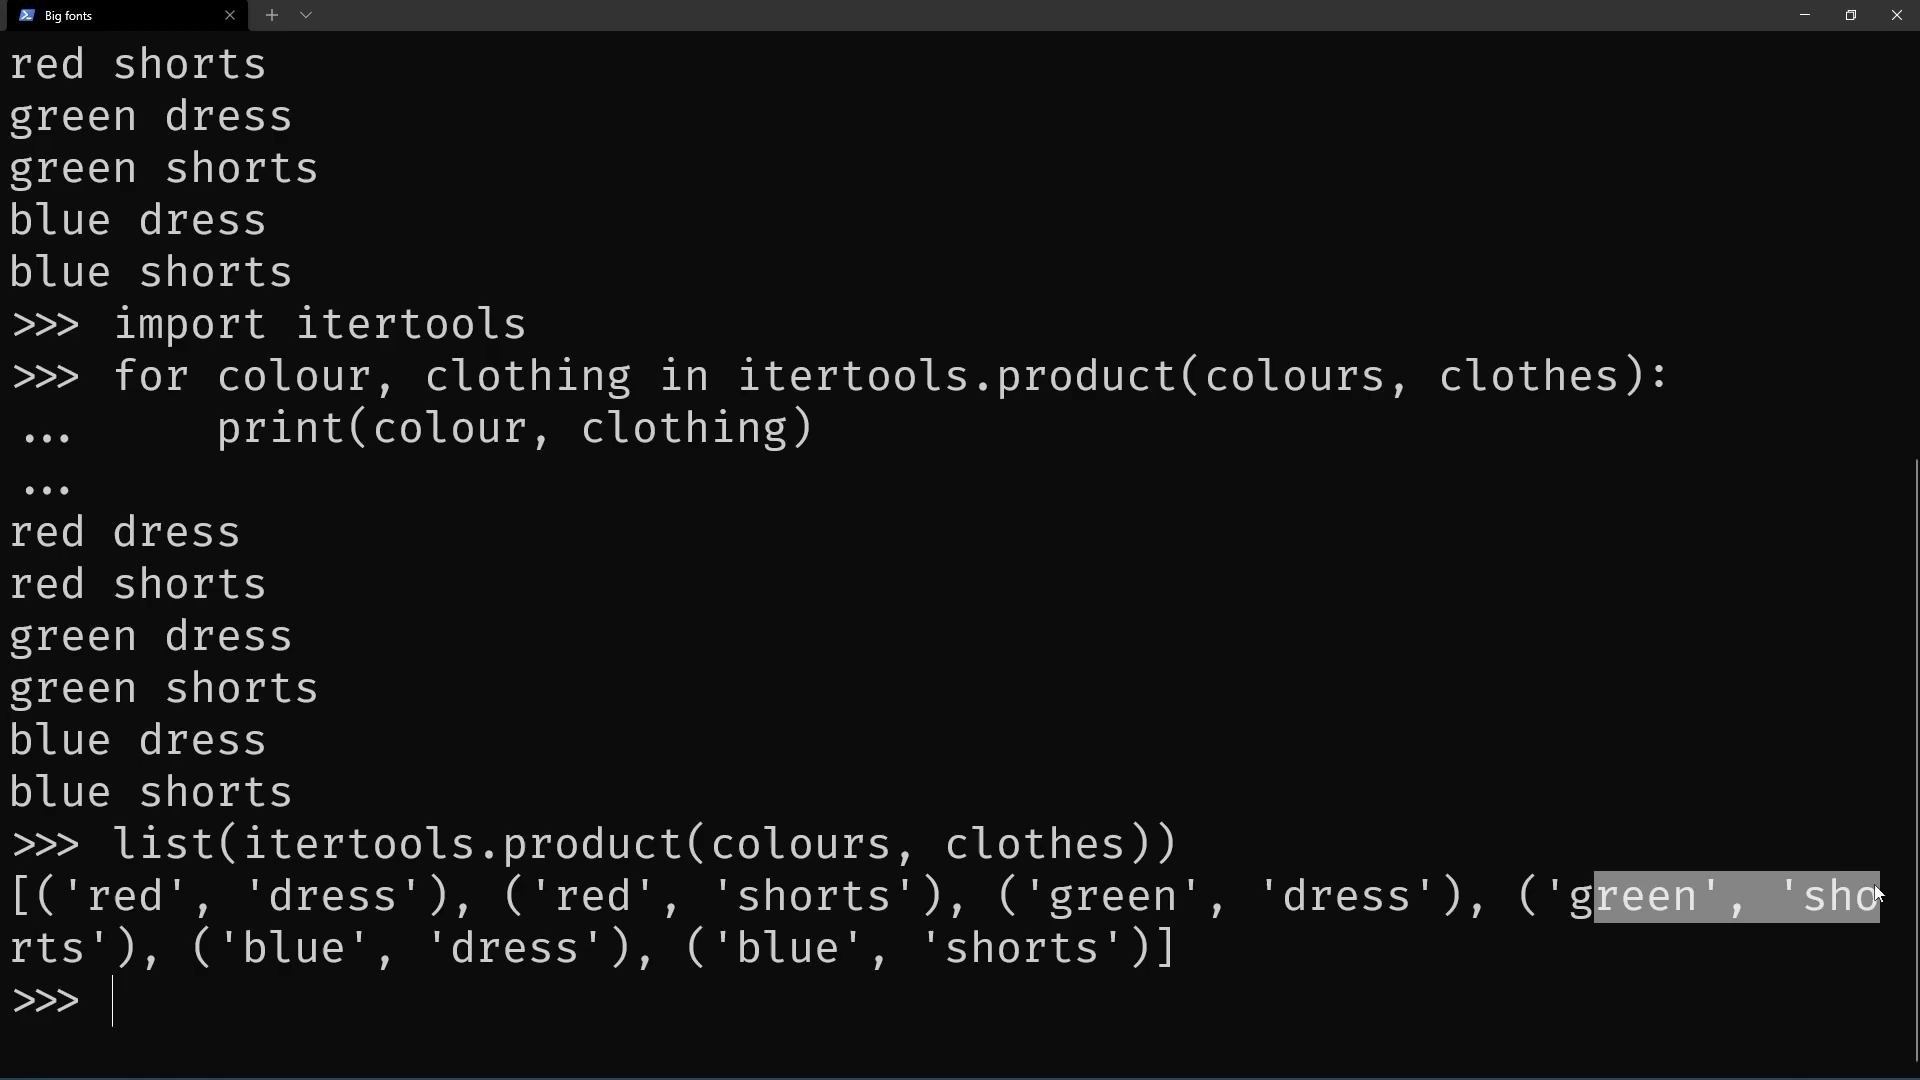 Big fonts
red shorts
green dress
green shorts
blue dress
blue shorts
>>> import itertools
>>> for colour, clothing in itertools.product(colours, clothes):
...     print(colour, clothing)
...
red dress
red shorts
green dress
green shorts
blue dress
blue shorts
>>> list(itertools.product(colours, clothes))
[('red', 'dress'), ('red', 'shorts'), ('green', 'dress'), ('green', 'sho
rts'), ('blue', 'dress'), ('blue', 'shorts')]
>>>